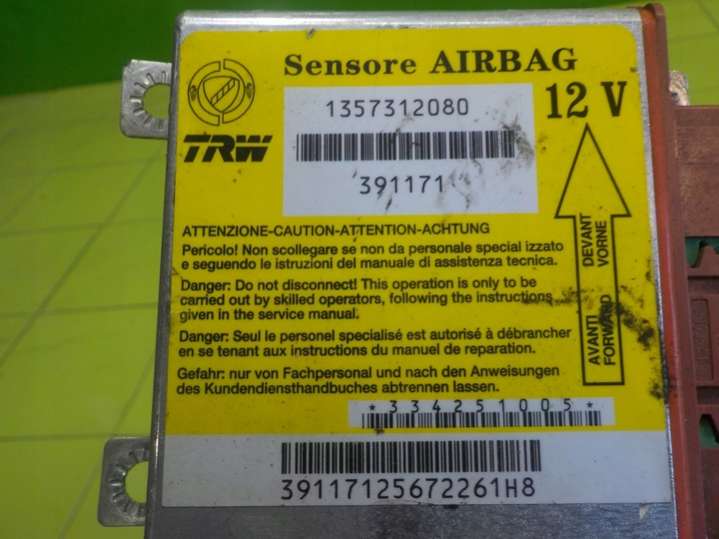 Sensore AIRBAG
12 V
1357312080
391171
TRW
ATTENZIONE-CAUTION-ATTENTION-ACHTUNG
Pericolo! Non scollegare se non da personale special izzato
e seguendo le istruzioni del manuale di assistenza tecnica.
Danger: Do not disconnect! This operation is only to be
carried out by skilled operators, following the instructions
given in the service manual.
Danger: Seul le personel specialisé est autorisé à débrancher
en se tenant aux instructions du manuel de reparation.
Gefahr: nur von Fachpersonal und nach den Anweisungen
des Kundendiensthandbuches abtrennen lassen.
AVANTI DEVANT
FORWARD VORNE
*334251005*
39117125672261H8